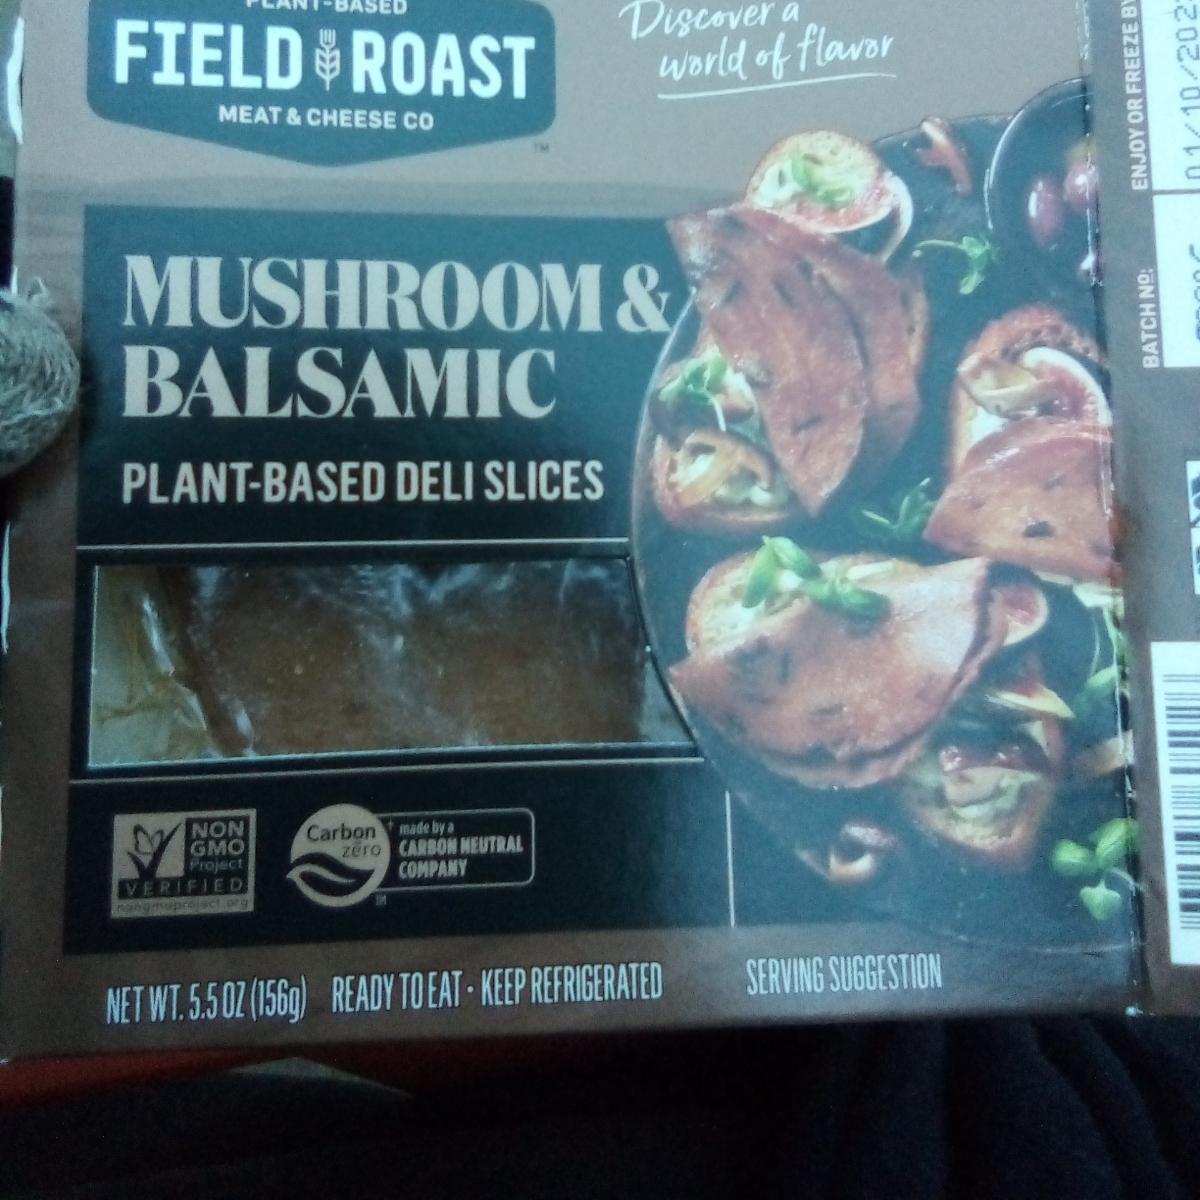 PLANT-BASED
FIELD ROAST
MEAT & CHEESE CO
TM
Discover a
world of flavor
MUSHROOM &
BALSAMIC
PLANT-BASED DELI SLICES
NON
GMO
Project
VERIFIED
nongmoproject.org
Carbon
zero
made by a
CARBON NEUTRAL
COMPANY
NET WT. 5.5 OZ (156g) READY TO EAT · KEEP REFRIGERATED
SERVING SUGGESTION
ENJOY OR FREEZE BY
BATCH Nº: